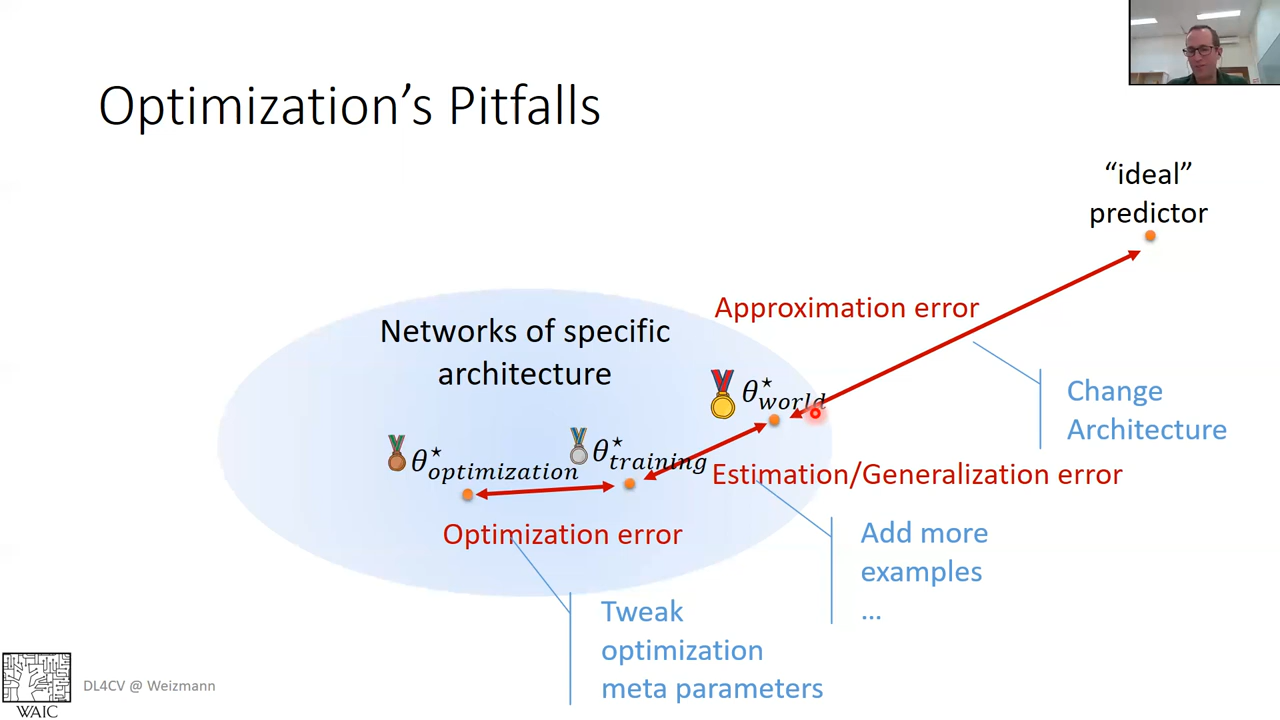 Optimization's Pitfalls
“ideal”
predictor
Approximation error
Networks of specific
architecture
θ⋆world
Change
Architecture
θ⋆optimization
θ⋆training
Estimation/Generalization error
Optimization error
Add more
examples
...
Tweak
optimization
meta parameters
DL4CV @ Weizmann
WAIC